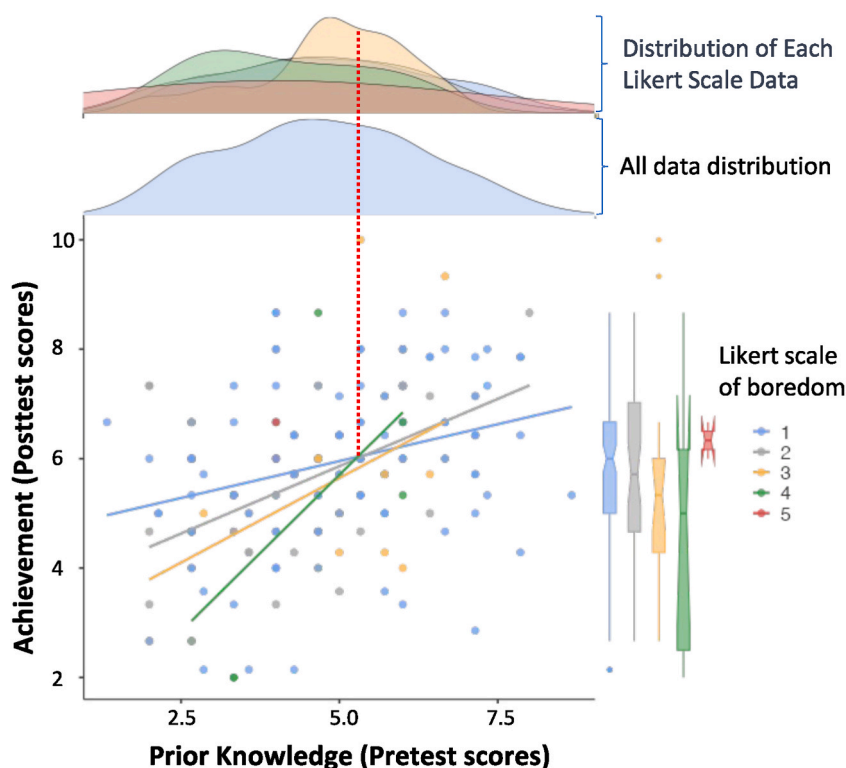 Distribution of Each
Likert Scale Data
All data distribution
10
8
6
4
2
Achievement (Posttest scores)
Likert scale
of boredom
1
2
3
4
5
2.5
5.0
7.5
Prior Knowledge (Pretest scores)